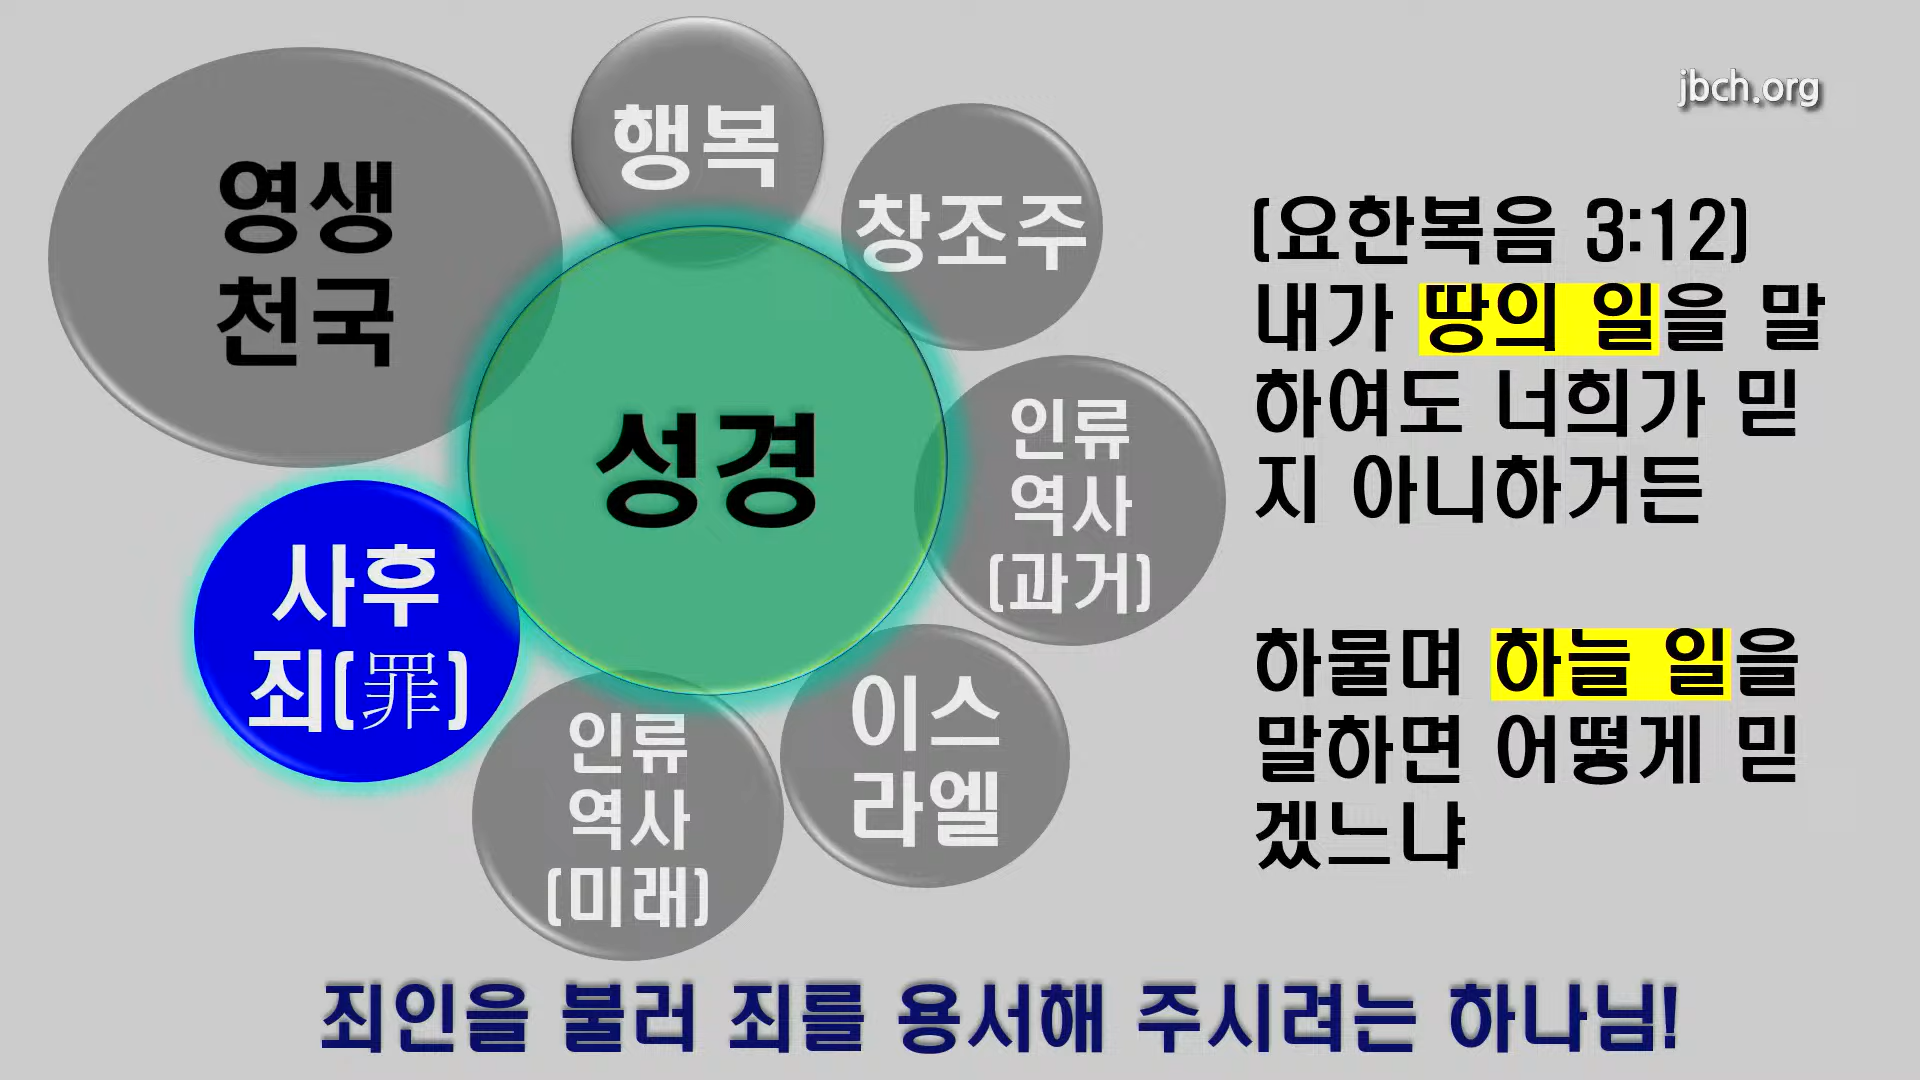 행복
jbch.org
영생
천국
창조주
성경
인류
역사
(과거)
사후
죄(罪)
인류
역사
(미래)
이스
라엘
(요한복음 3:12)
내가 땅의 일을 말
하여도 너희가 믿
지 아니하거든
하물며 하늘 일을
말하면 어떻게 믿
겠느냐
죄인을 불러 죄를 용서해 주시려는 하나님!